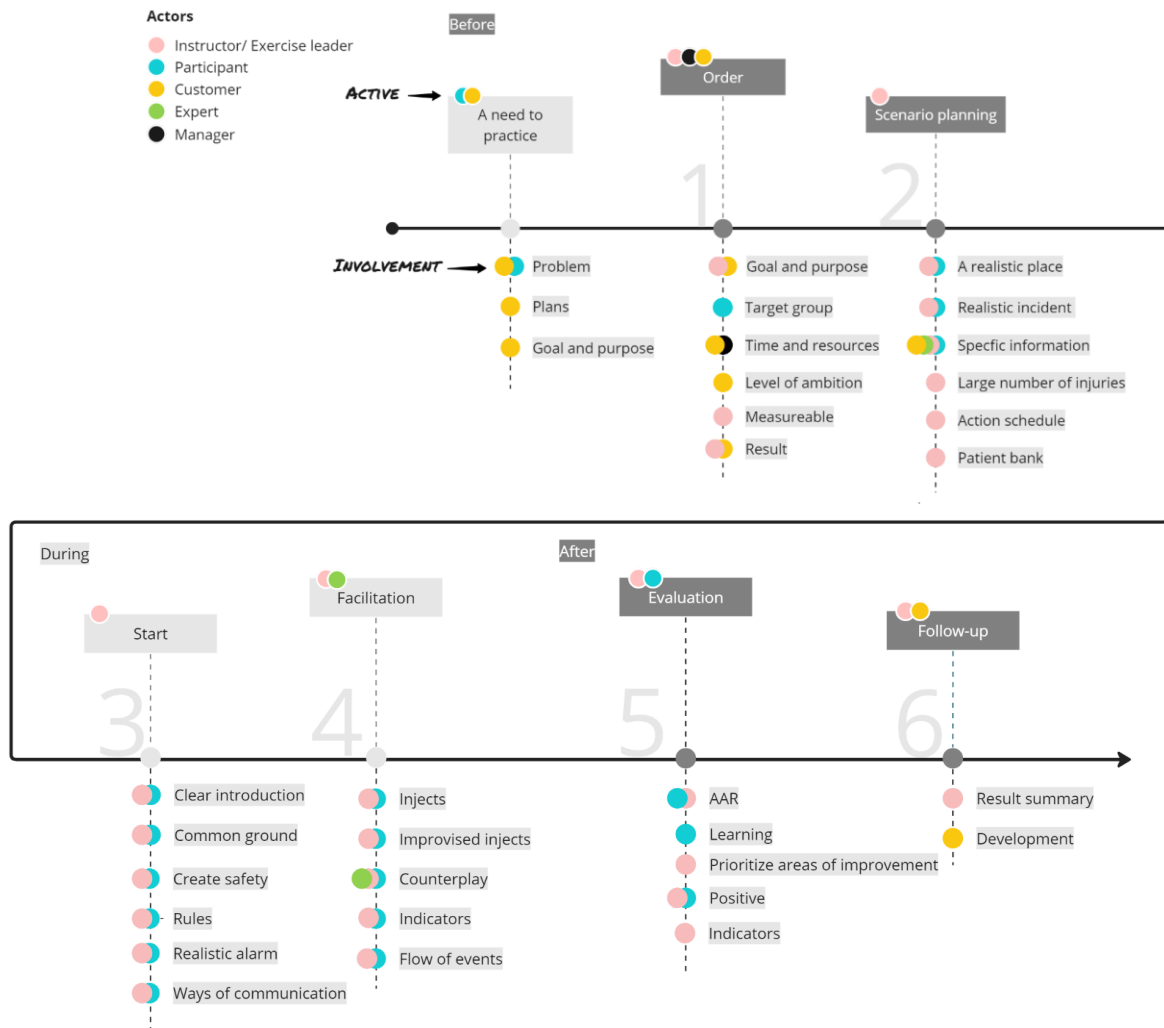 Actors
Instructor/ Exercise leader
Participant
Customer
Expert
Manager
Before
ACTIVE
A need to
practice
Order
Scenario planning
1
2
INVOLVEMENT
Problem
Plans
Goal and purpose
Goal and purpose
Target group
Time and resources
Level of ambition
Measureable
Result
A realistic place
Realistic incident
Specfic information
Large number of injuries
Action schedule
Patient bank
During
After
Start
Facilitation
Evaluation
Follow-up
3
4
5
6
Clear introduction
Common ground
Create safety
Rules
Realistic alarm
Ways of communication
Injects
Improvised injects
Counterplay
Indicators
Flow of events
AAR
Learning
Prioritize areas of improvement
Positive
Indicators
Result summary
Development